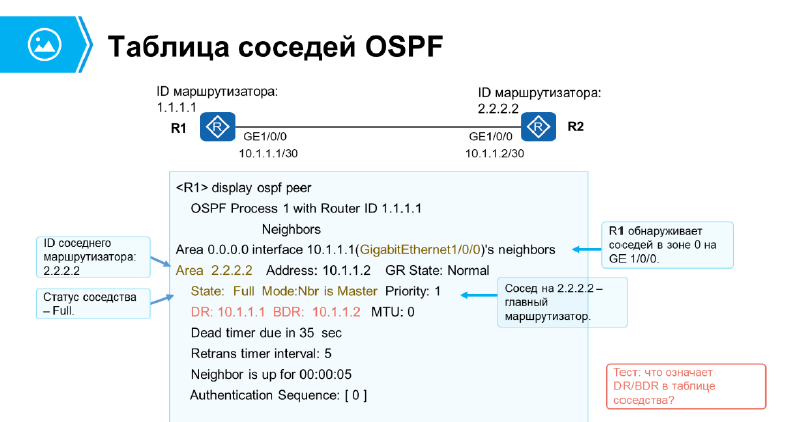 Таблица соседей OSPF
ID маршрутизатора:
1.1.1.1
ID маршрутизатора:
2.2.2.2
R1
R
GE1/0/0
10.1.1.1/30
GE1/0/0
10.1.1.2/30
R
R2
<R1> display ospf peer
OSPF Process 1 with Router ID 1.1.1.1
Neighbors
Area 0.0.0.0 interface 10.1.1.1(GigabitEthernet1/0/0)'s neighbors
Area 2.2.2.2 Address: 10.1.1.2 GR State: Normal
State: Full Mode:Nbr is Master Priority: 1
DR: 10.1.1.1 BDR: 10.1.1.2 MTU: 0
Dead timer due in 35 sec
Retrans timer interval: 5
Neighbor is up for 00:00:05
Authentication Sequence: [ 0 ]
ID соседнего
маршрутизатора:
2.2.2.2
Статус соседства
– Full.
R1 обнаруживает
соседей в зоне 0 на
GE 1/0/0.
Сосед на 2.2.2.2 –
главный
маршрутизатор.
Тест: что означает
DR/BDR в таблице
соседства?